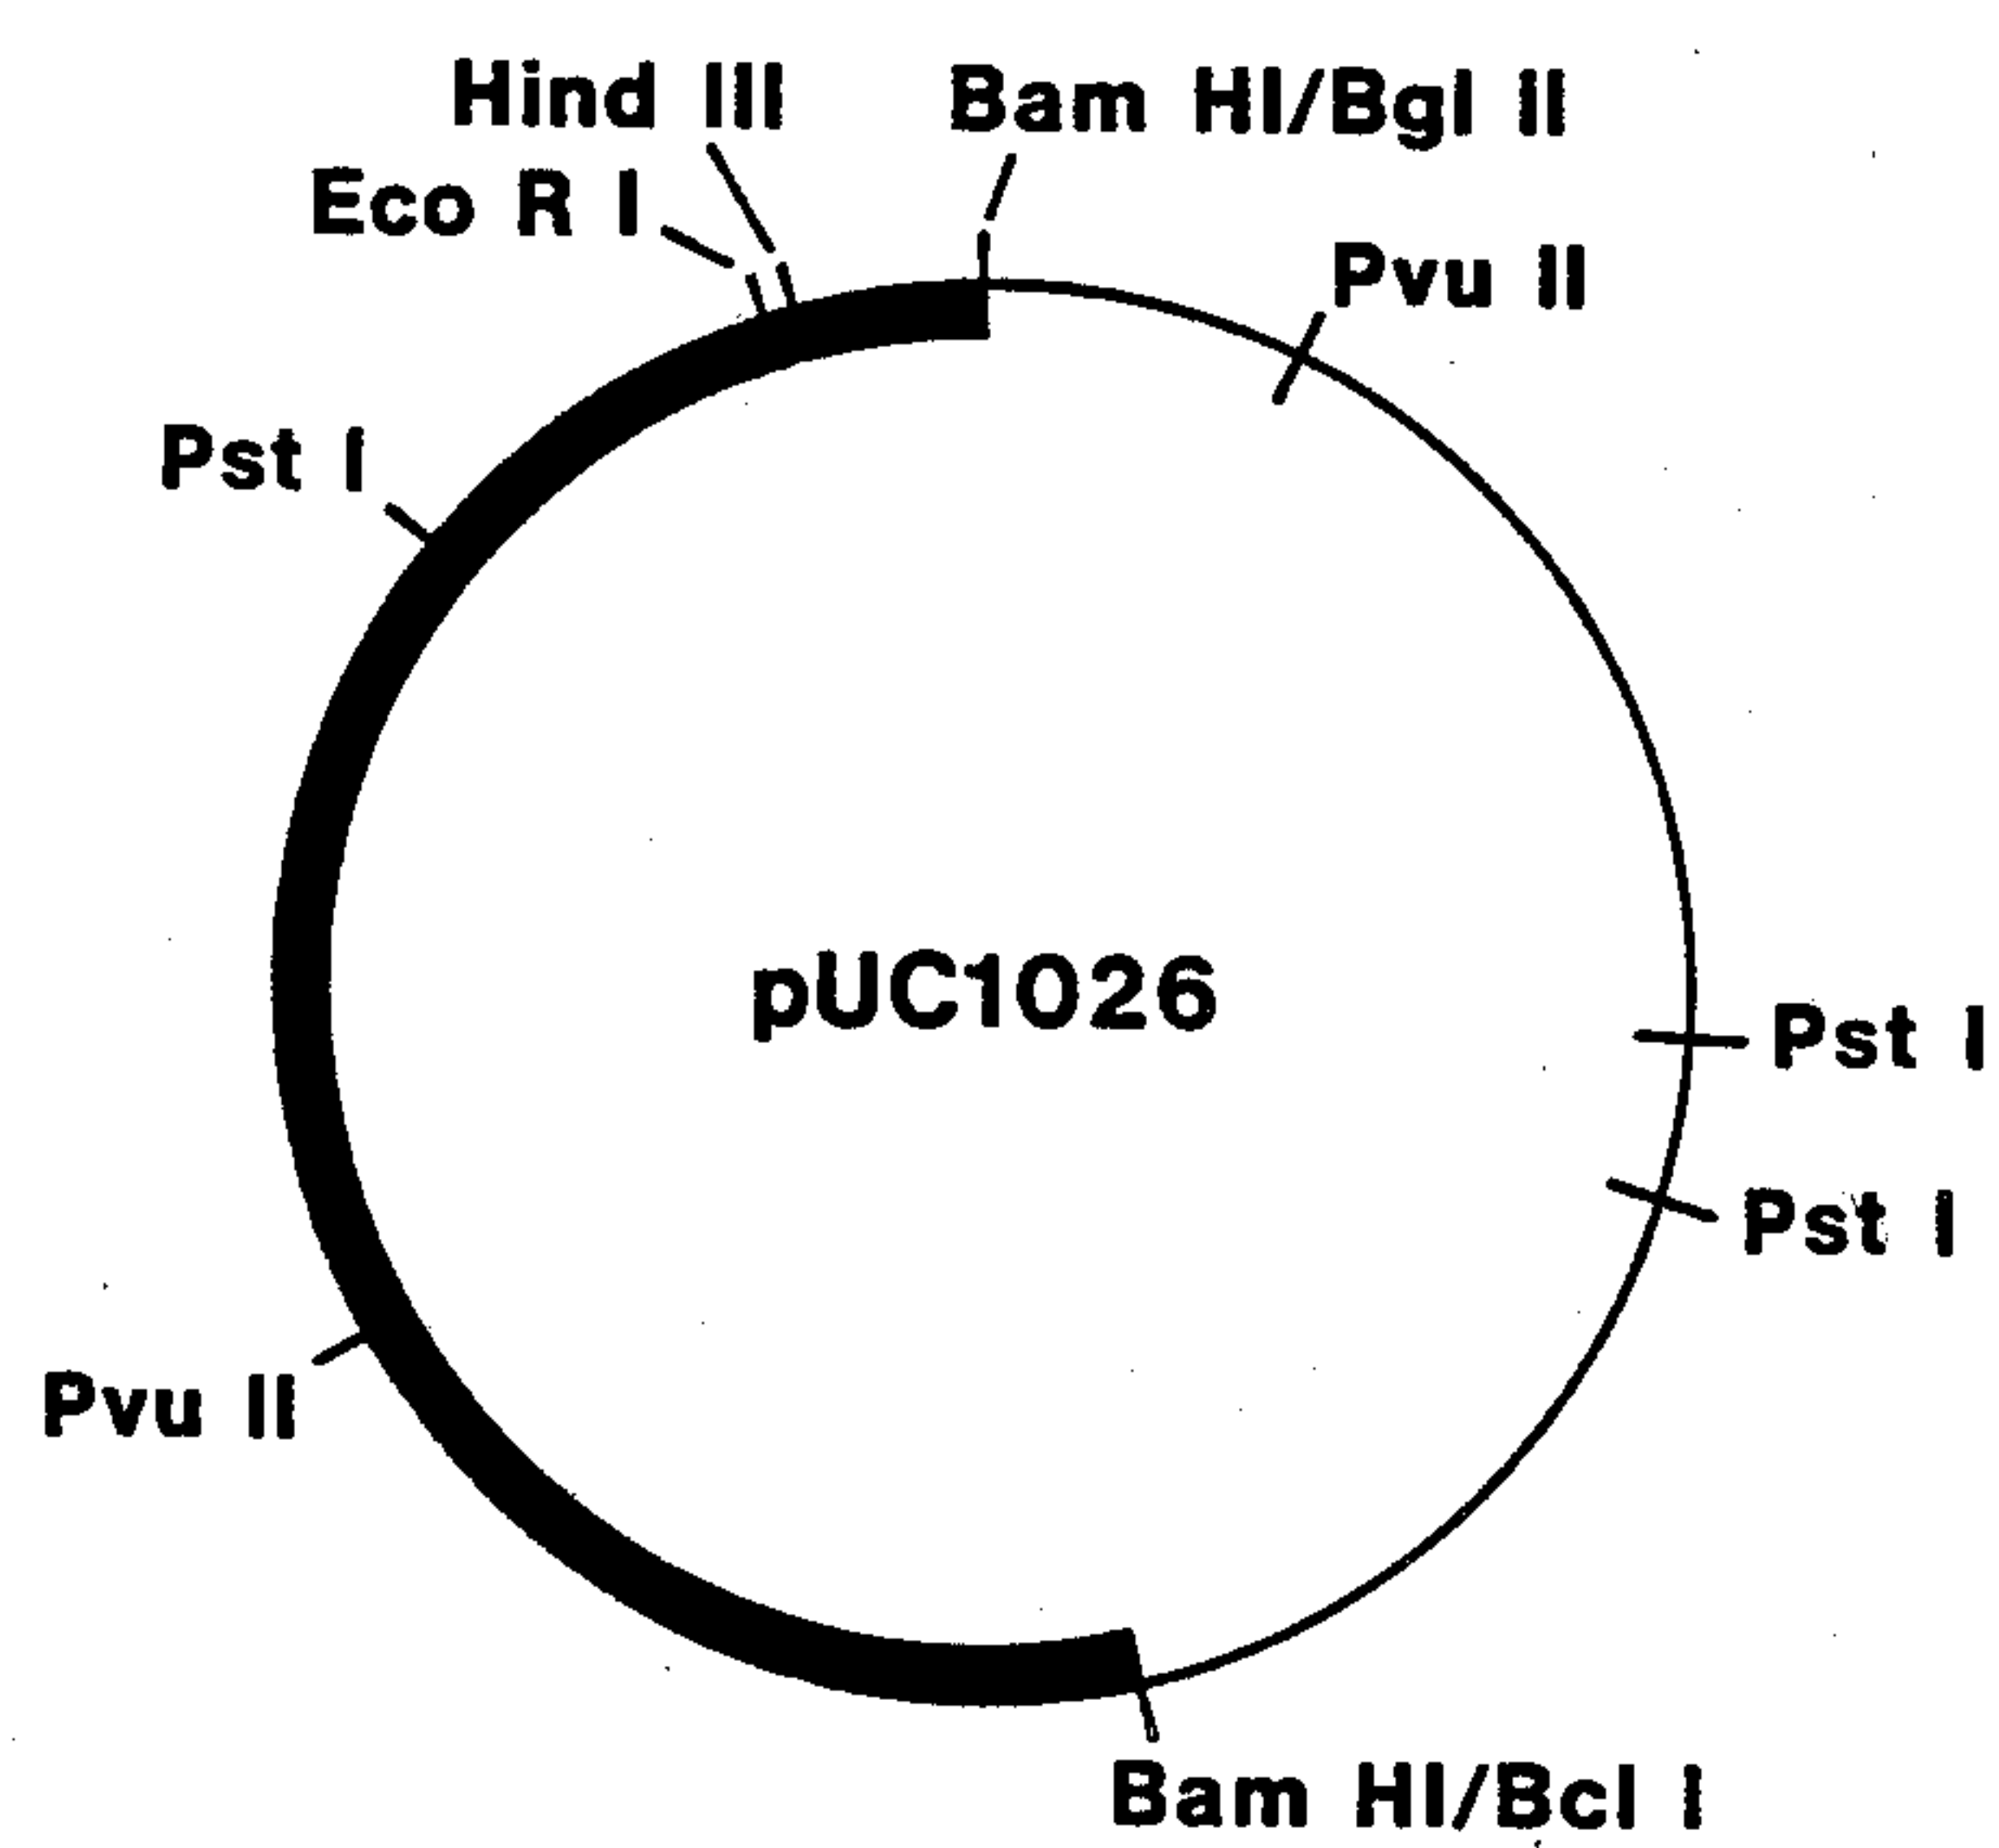 Hind III
Bam HI/Bgl II
Eco R I
Pvu II
Pst I
pUC1026
Pst I
Pst I
Pvu II
Bam HI/Bcl I